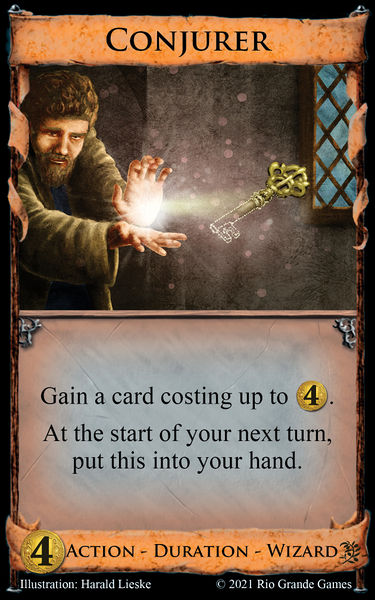 CONJURER
Gain a card costing up to 4.
At the start of your next turn,
put this into your hand.
4 ACTION - DURATION - WIZARD
Illustration: Harald Lieske © 2021 Rio Grande Games